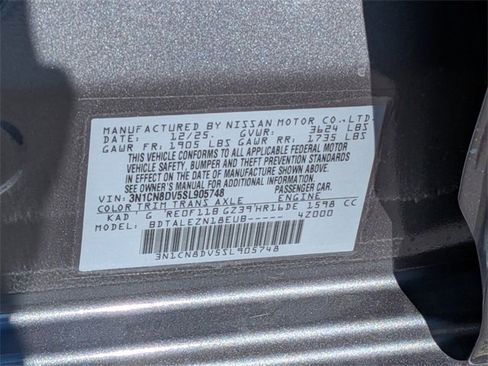 MANUFACTURED BY NISSAN MOTOR CO.,LTD.
DATE: 12/25. GVWR: 3624 LBS
GAWR FR: 1905 LBS GAWR RR: 1735 LBS
THIS VEHICLE CONFORMS TO ALL APPLICABLE FEDERAL MOTOR
VEHICLE SAFETY, BUMPER AND THEFT PREVENTION STANDARDS
IN EFFECT ON THE DATE OF MANUFACTURE SHOWN ABOVE.
SEE OWNER'S MANUAL FOR ADDITIONAL INFORMATION.
VIN: 3N1CN8DV5SL905748 PASSENGER CAR.
COLOR TRIM TRANS AXLE ENGINE
KAD G RE0F11B GZ39 HR16DE 1598 CC
MODEL: BDTALEZN18EUB----- 4Z000
3N1CN8DV5SL905748